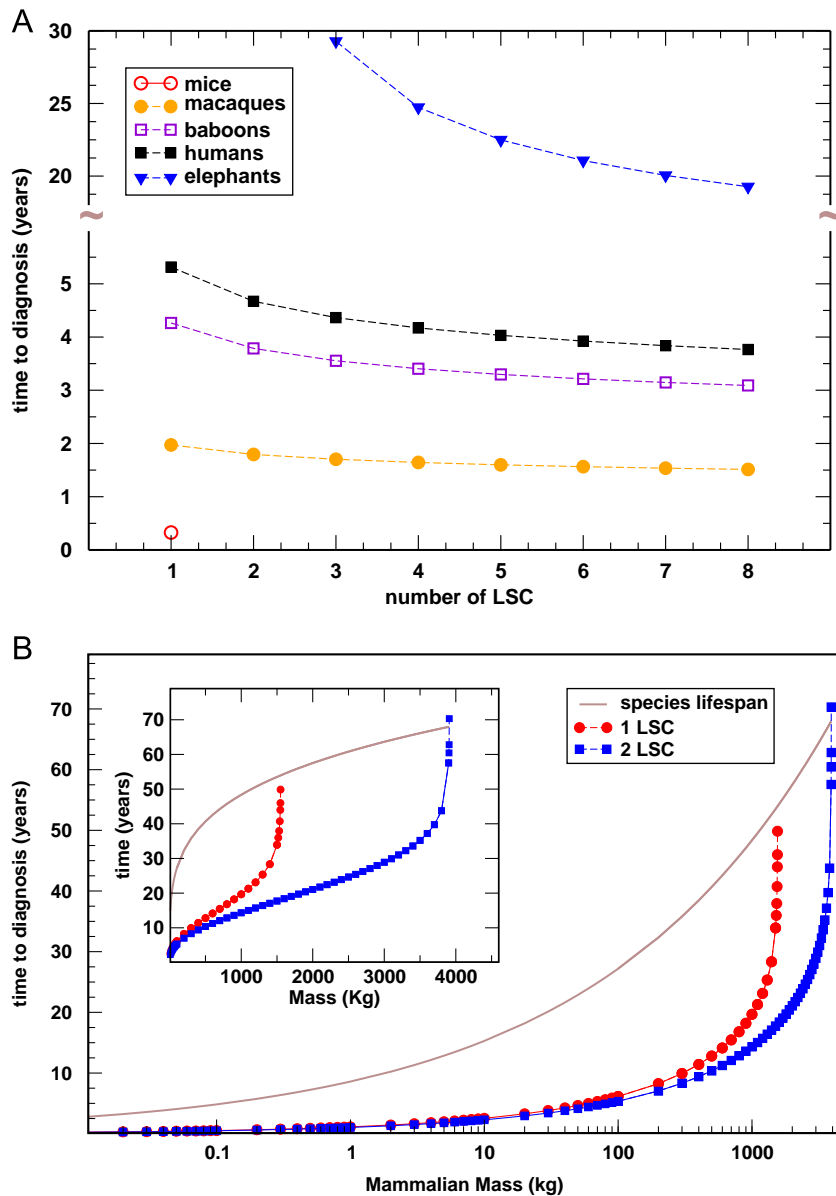 A
30
25
20
~
~
5
4
3
2
1
0
time to diagnosis (years)
mice
macaques
baboons
humans
elephants
1 2 3 4 5 6 7 8
number of LSC
B
70
60
50
40
30
20
10
time to diagnosis (years)
70
60
50
40
30
20
10
time (years)
1000 2000 3000 4000
Mass (Kg)
species lifespan
1 LSC
2 LSC
0.1 1 10 100 1000
Mammalian Mass (kg)